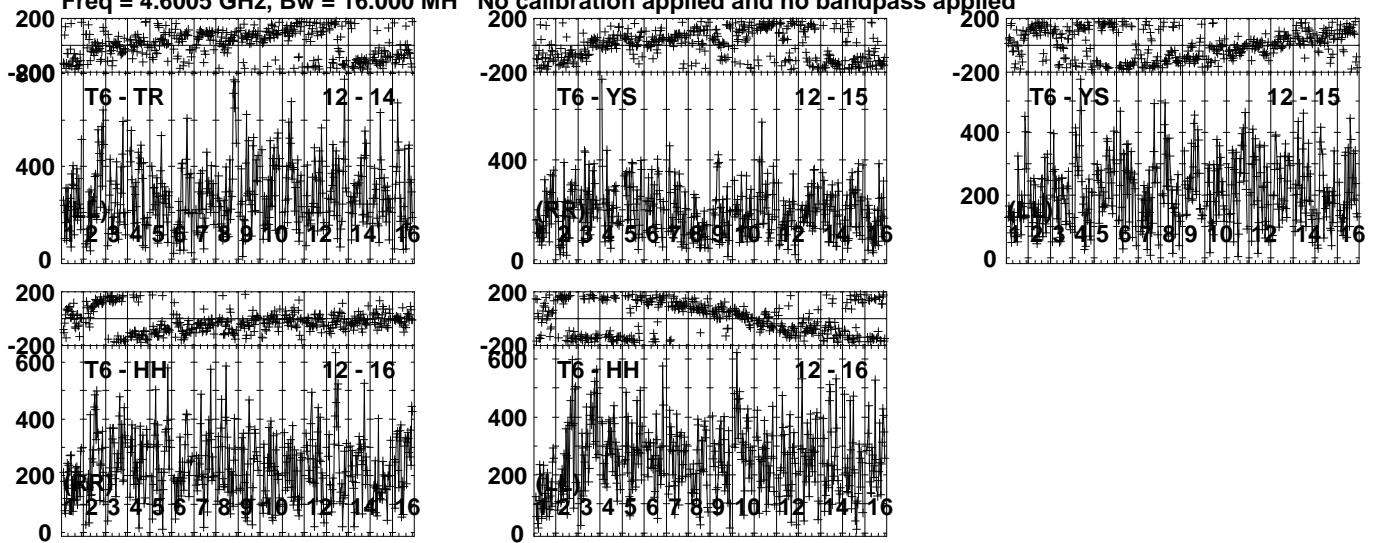 Freq = 4.6005 GHz, Bw = 16.000 MH No calibration applied and no bandpass applied
200
-200
800
T6 - TR 12 - 14
400
(LL)
1 2 3 4 5 6 7 8 9 10 12 14 16
0
200
-200
T6 - YS 12 - 15
400
(RR)
1 2 3 4 5 6 7 8 9 10 12 14 16
0
200
-200
T6 - YS 12 - 15
400
200
(LL)
1 2 3 4 5 6 7 8 9 10 12 14 16
0
200
-200
600
T6 - HH 12 - 16
400
200
(RR)
1 2 3 4 5 6 7 8 9 10 12 14 16
0
200
-200
600
T6 - HH 12 - 16
400
200
(LL)
1 2 3 4 5 6 7 8 9 10 12 14 16
0